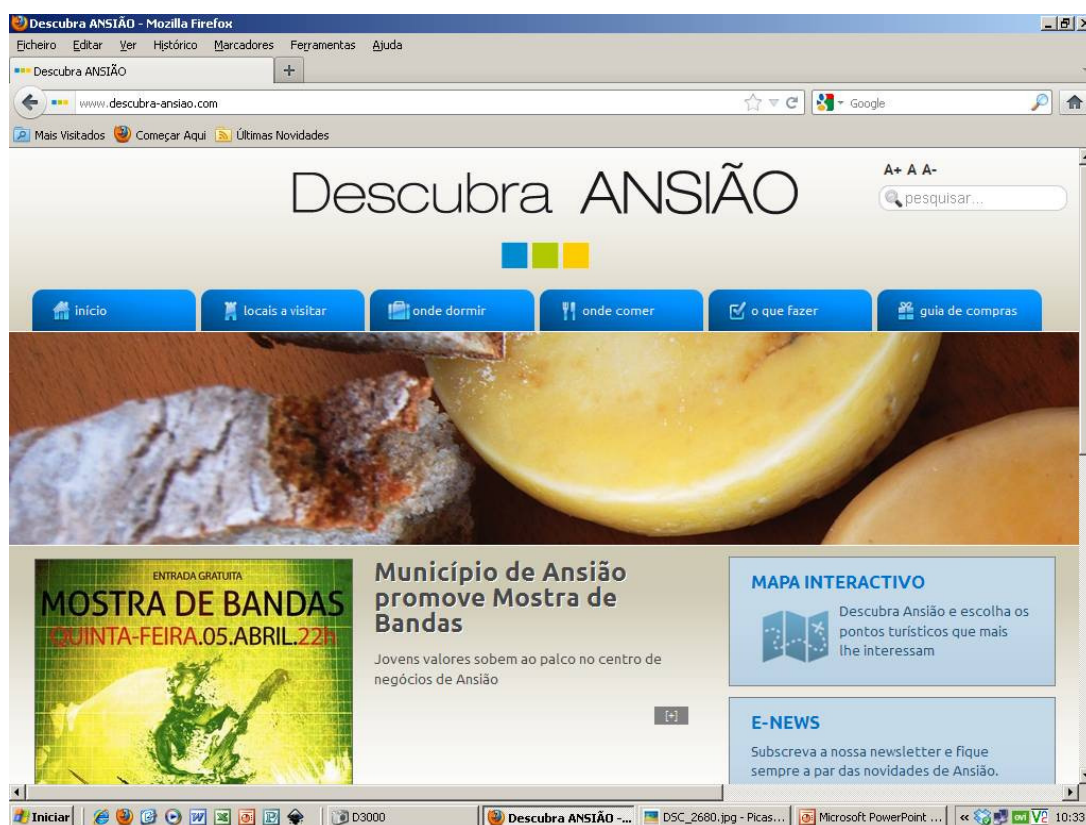 Descubra ANSIÃO - Mozilla Firefox
Ficheiro Editar Ver Histórico Marcadores Ferramentas Ajuda
Descubra ANSIÃO
www.descubra-ansiao.com
Google
Mais Visitados Começar Aqui Últimas Novidades
Descubra ANSIÃO
A+ A A-
pesquisar...
início
locais a visitar
onde dormir
onde comer
o que fazer
guia de compras
ENTRADA GRATUITA
MOSTRA DE BANDAS
QUINTA-FEIRA.05.ABRIL.22h
Município de Ansião
promove Mostra de
Bandas
Jovens valores sobem ao palco no centro de
negócios de Ansião
[+]
MAPA INTERACTIVO
Descubra Ansião e escolha os
pontos turísticos que mais
lhe interessam
E-NEWS
Subscreva a nossa newsletter e fique
sempre a par das novidades de Ansião.
Iniciar
D3000
Descubra ANSIÃO -...
DSC_2680.jpg - Picas...
Microsoft PowerPoint ...
10:33